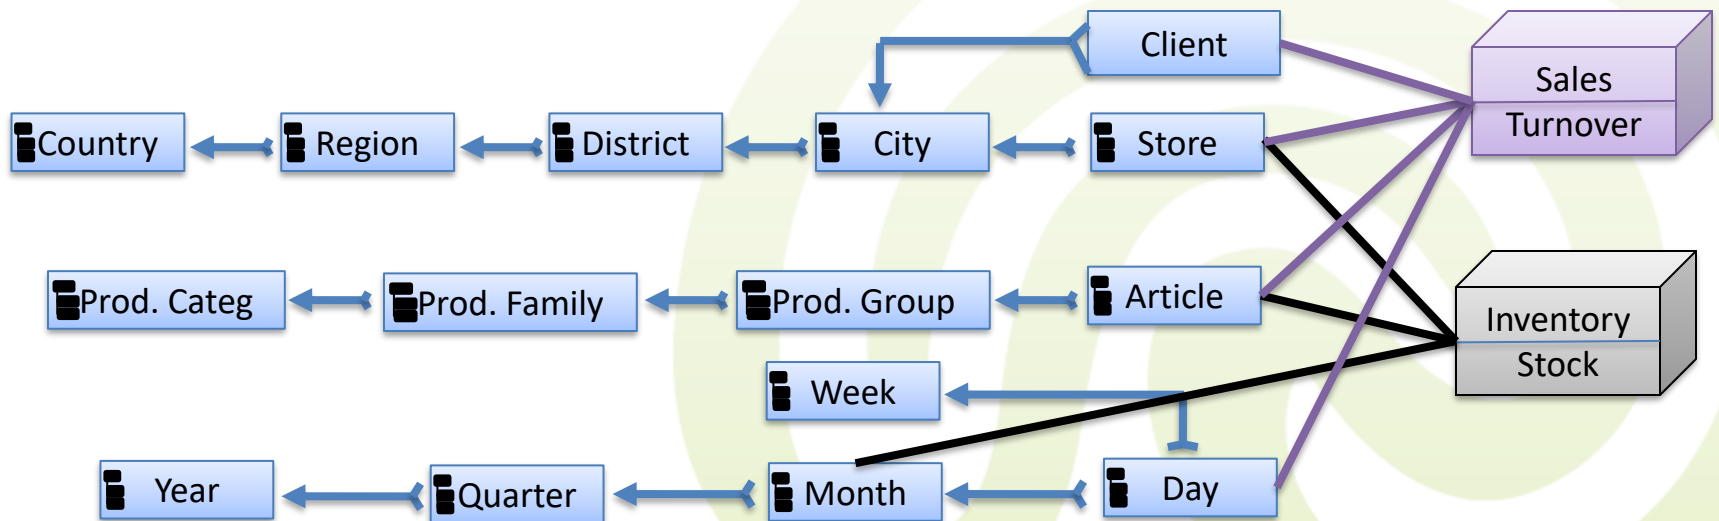 Client
Sales
Turnover
Country
Region
District
City
Store
Prod. Categ
Prod. Family
Prod. Group
Article
Inventory
Stock
Week
Year
Quarter
Month
Day